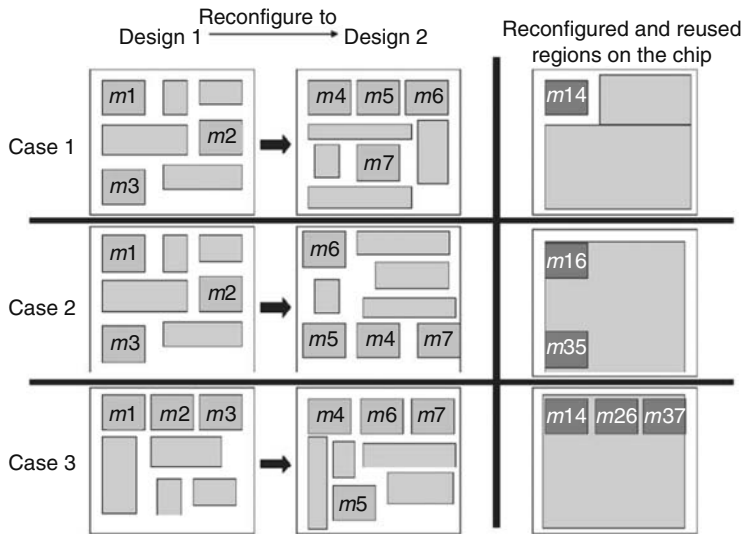 Reconfigure to
Design 1
Design 2
Reconfigured and reused
regions on the chip
Case 1
m1
m2
m3
m4 m5 m6
m7
m14
Case 2
m1
m2
m3
m6
m5 m4 m7
m16
m35
Case 3
m1 m2 m3
m4 m6 m7
m5
m14 m26 m37